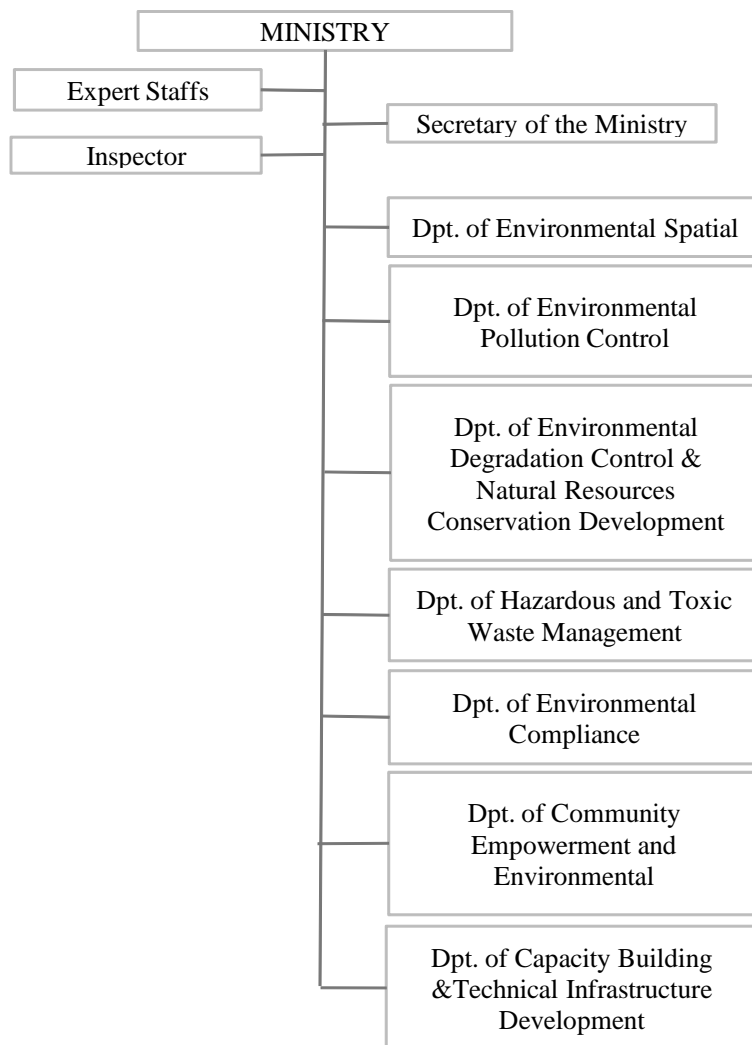 MINISTRY
Expert Staffs
Secretary of the Ministry
Inspector
Dpt. of Environmental Spatial
Dpt. of Environmental
Pollution Control
Dpt. of Environmental
Degradation Control &
Natural Resources
Conservation Development
Dpt. of Hazardous and Toxic
Waste Management
Dpt. of Environmental
Compliance
Dpt. of Community
Empowerment and
Environmental
Dpt. of Capacity Building
&Technical Infrastructure
Development